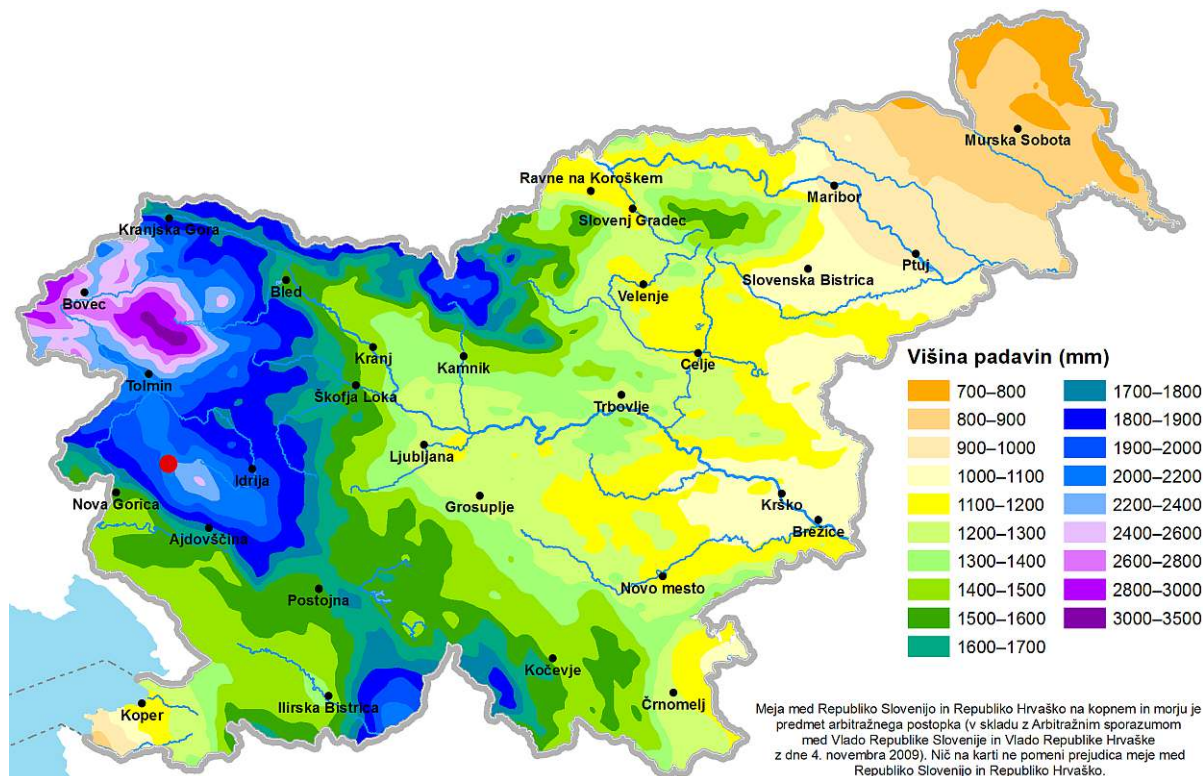 Murska Sobota
Ravne na Koroškem
Maribor
Slovenj Gradec
Kranjska Gora
Ptuj
Slovenska Bistrica
Bovec
Bled
Velenje
Kranj
Kamnik
Celje
Tolmin
Škofja Loka
Trbovlje
Ljubljana
Idrija
Nova Gorica
Grosuplje
Krško
Ajdovščina
Brežice
Postojna
Novo mesto
Kočevje
Koper
Ilirska Bistrica
Črnomelj
Višina padavin (mm)
700–800
800–900
900–1000
1000–1100
1100–1200
1200–1300
1300–1400
1400–1500
1500–1600
1600–1700
1700–1800
1800–1900
1900–2000
2000–2200
2200–2400
2400–2600
2600–2800
2800–3000
3000–3500
Meja med Republiko Slovenijo in Republiko Hrvaško na kopnem in morju je
predmet arbitražnega postopka (v skladu z Arbitražnim sporazumom
med Vlado Republike Slovenije in Vlado Republike Hrvaške
z dne 4. novembra 2009). Nič na karti ne pomeni prejudica meje med
Republiko Slovenijo in Republiko Hrvaško.